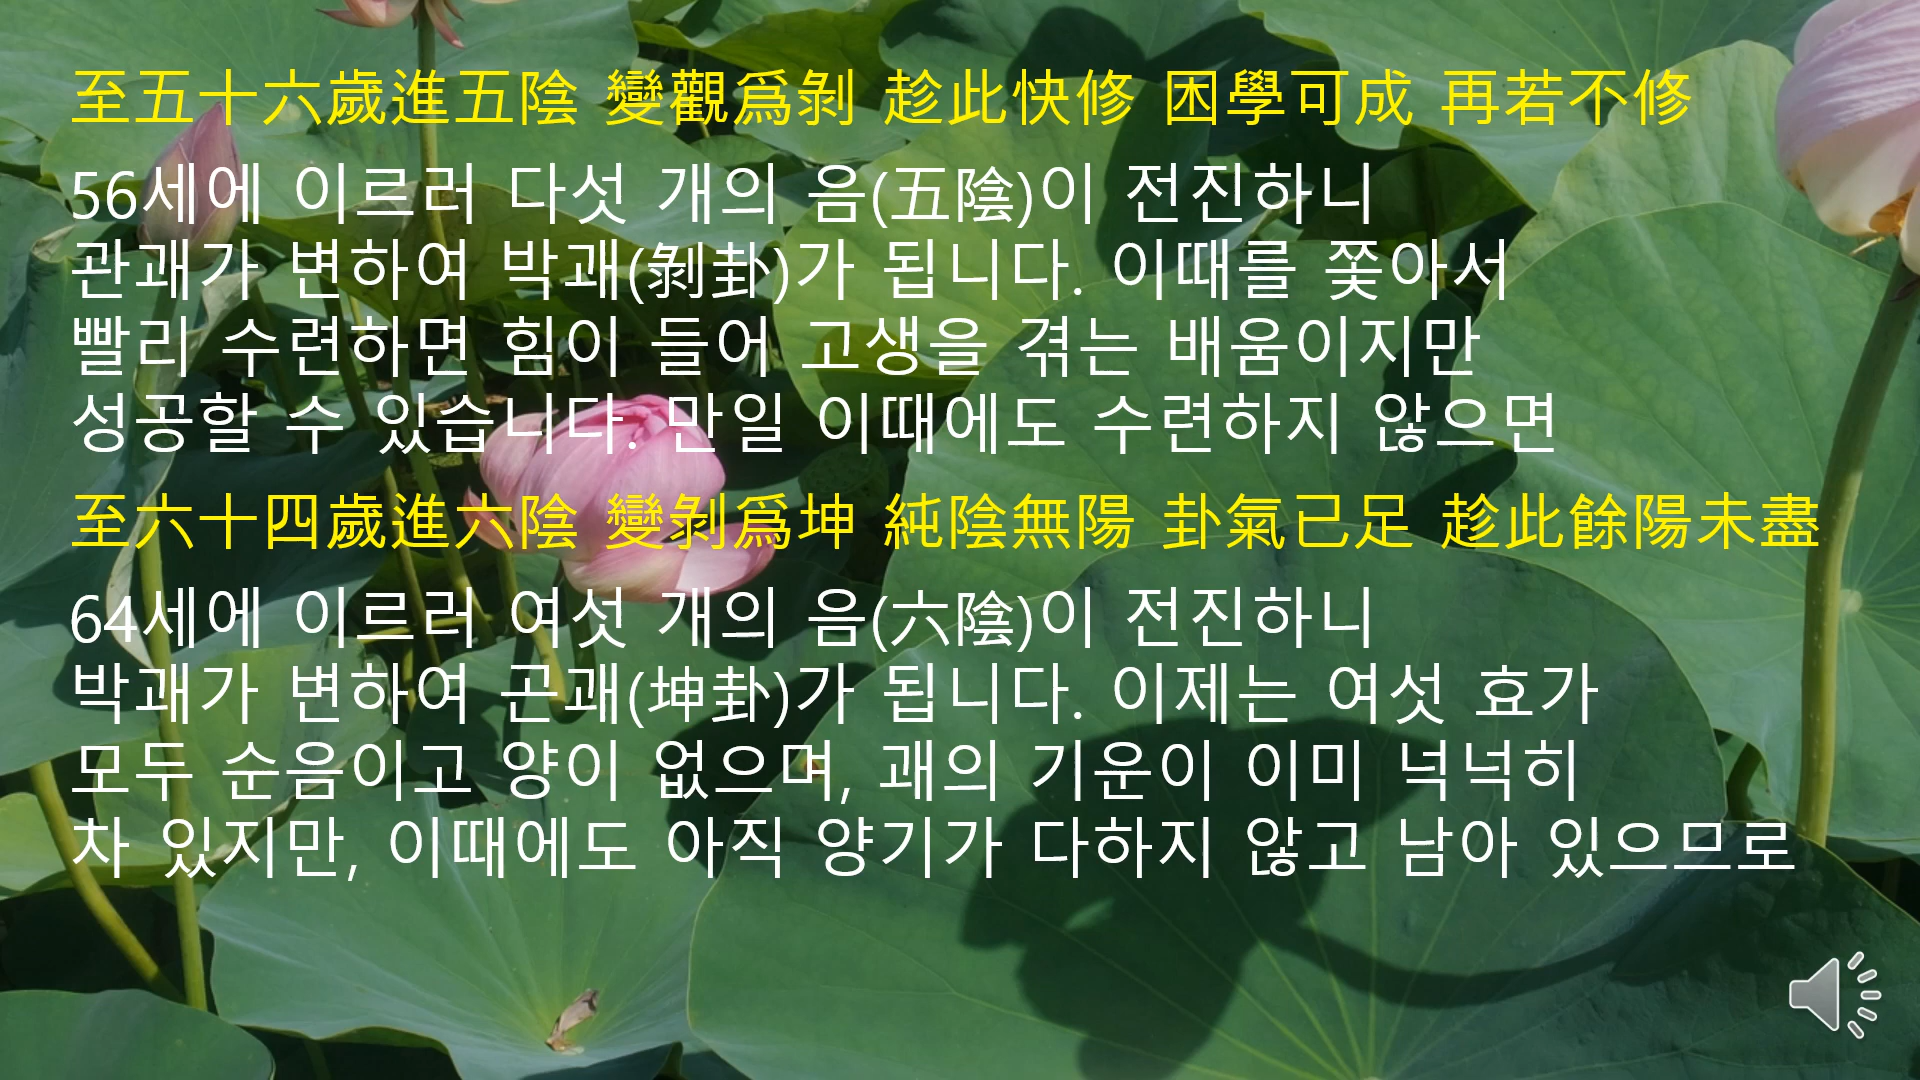 至五十六歲進五陰 變觀爲剝 趁此快修 困學可成 再若不修
56세에 이르러 다섯 개의 음(五陰)이 전진하니
관괘가 변하여 박괘(剝卦)가 됩니다. 이때를 쫓아서
빨리 수련하면 힘이 들어 고생을 겪는 배움이지만
성공할 수 있습니다. 만일 이때에도 수련하지 않으면
至六十四歲進六陰 變剝爲坤 純陰無陽 卦氣已足 趁此餘陽未盡
64세에 이르러 여섯 개의 음(六陰)이 전진하니
박괘가 변하여 곤괘(坤卦)가 됩니다. 이제는 여섯 효가
모두 순음이고 양이 없으며, 괘의 기운이 이미 넉넉히
차 있지만, 이때에도 아직 양기가 다하지 않고 남아 있으므로